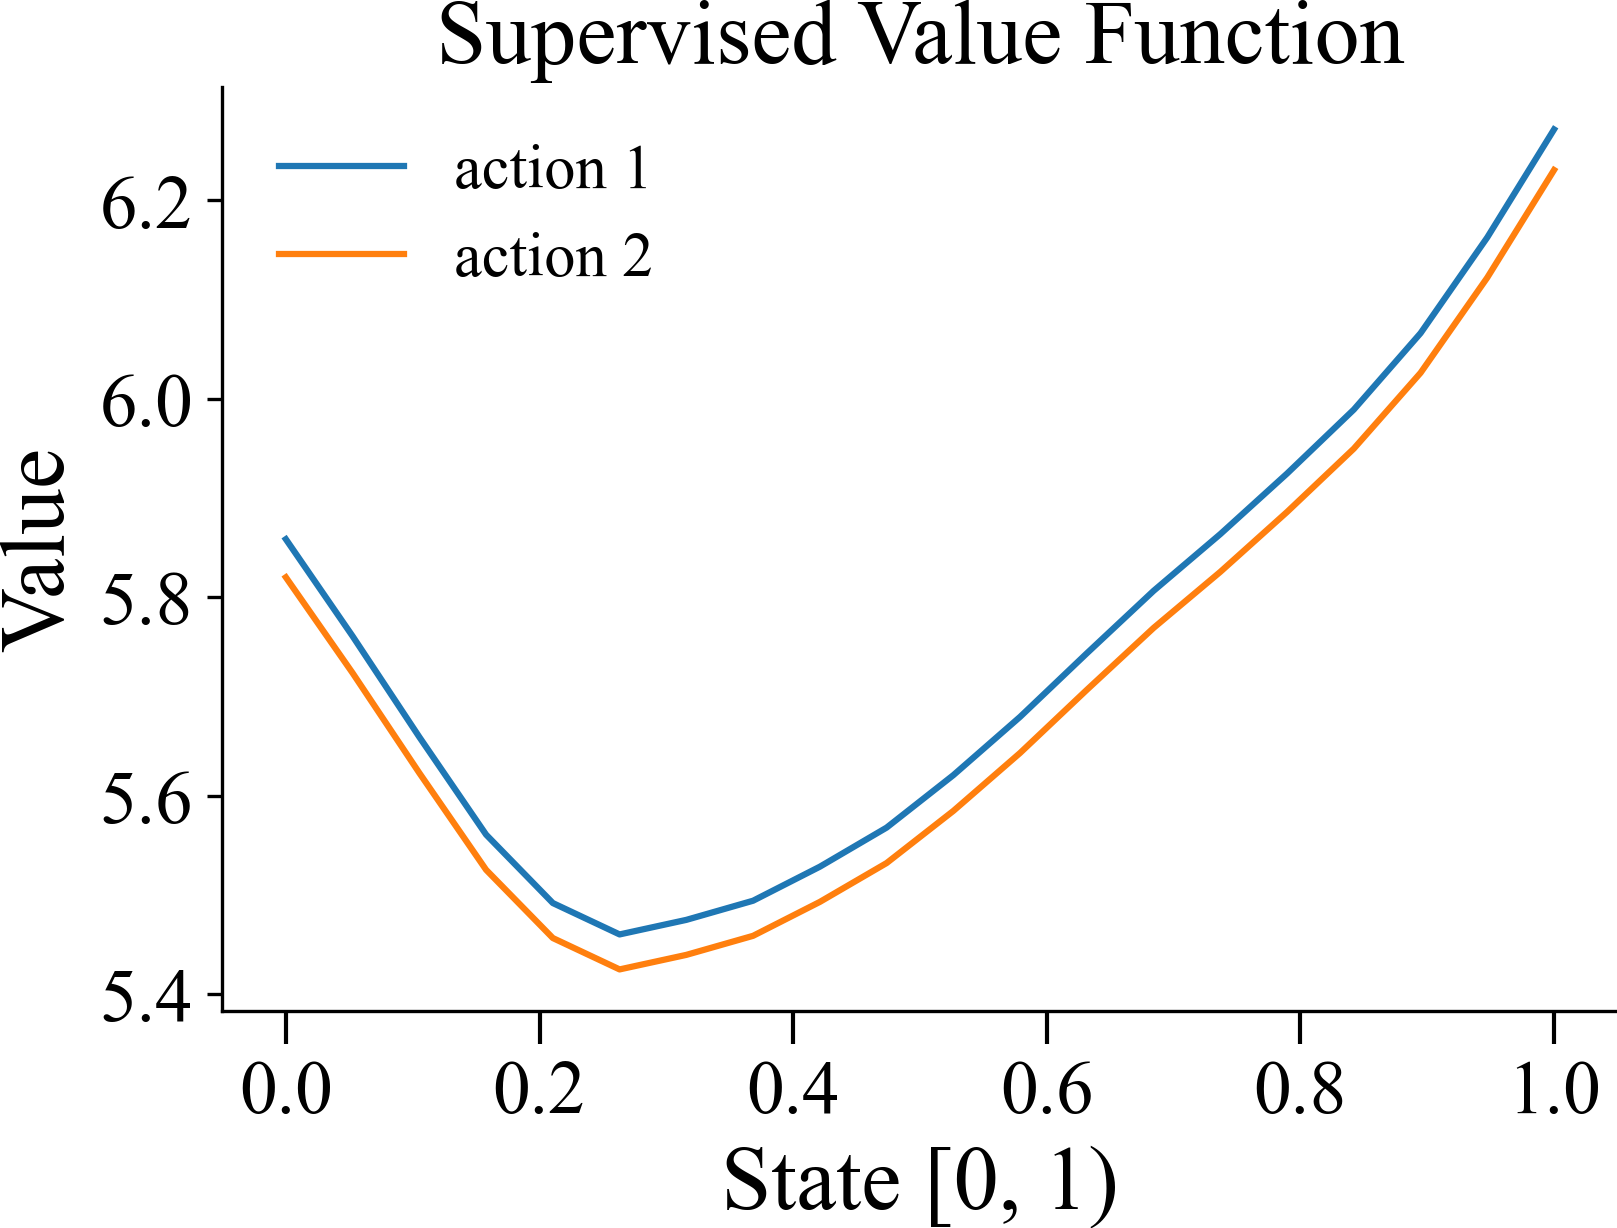 Supervised Value Function
action 1
action 2
Value
6.2
6.0
5.8
5.6
5.4
0.0 0.2 0.4 0.6 0.8 1.0
State [0, 1)